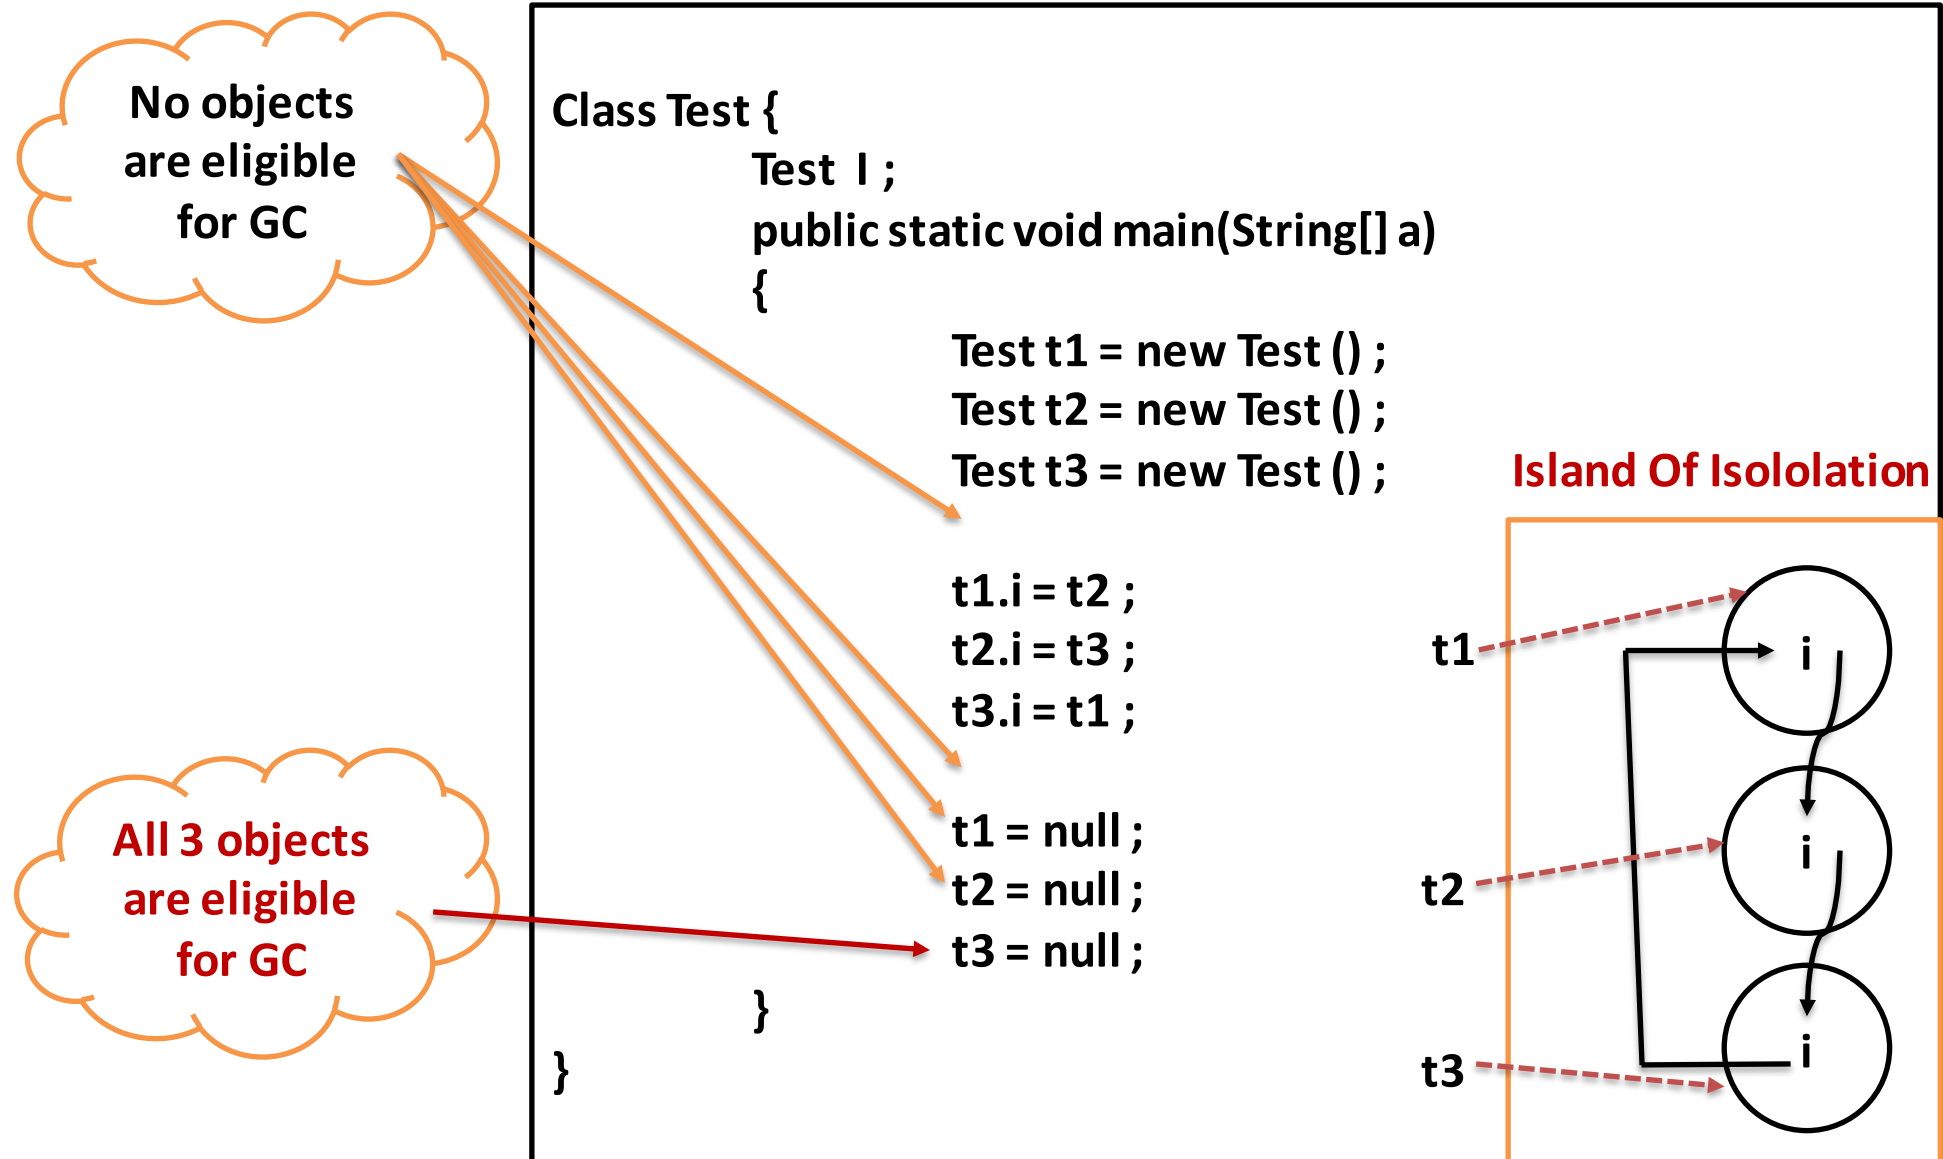 No objects
are eligible
for GC
Class Test {
Test I ;
public static void main(String[] a)
{
Test t1 = new Test () ;
Test t2 = new Test () ;
Test t3 = new Test () ;
t1.i = t2 ;
t2.i = t3 ;
t3.i = t1 ;
t1 = null ;
t2 = null ;
t3 = null ;
}
}
All 3 objects
are eligible
for GC
Island Of Isololation
t1
i
t2
i
t3
i